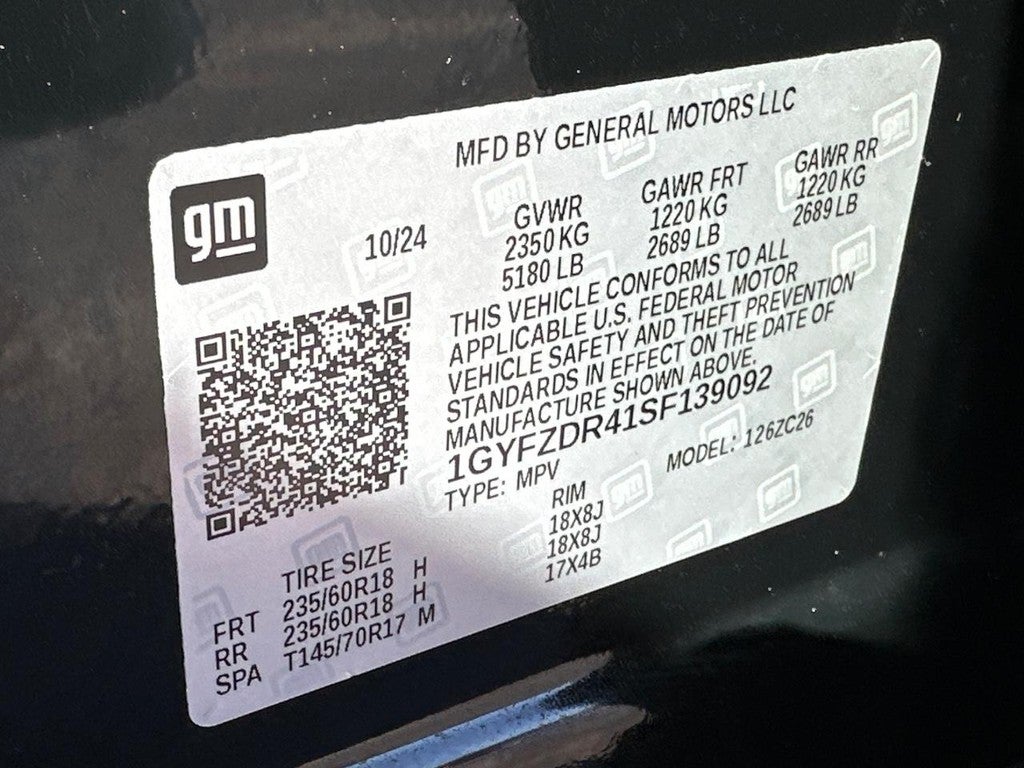 MFD BY GENERAL MOTORS LLC
gm
10/24
GVWR GAWR FRT GAWR RR
2350 KG 1220 KG 1220 KG
5180 LB 2689 LB 2689 LB
THIS VEHICLE CONFORMS TO ALL
APPLICABLE U.S. FEDERAL MOTOR
VEHICLE SAFETY AND THEFT PREVENTION
STANDARDS IN EFFECT ON THE DATE OF
MANUFACTURE SHOWN ABOVE.
1GYFZDR41SF139092
TYPE: MPV MODEL: 126ZC26
TIRE SIZE RIM
FRT 235/60R18 H 18X8J
RR 235/60R18 H 18X8J
SPA T145/70R17 M 17X4B